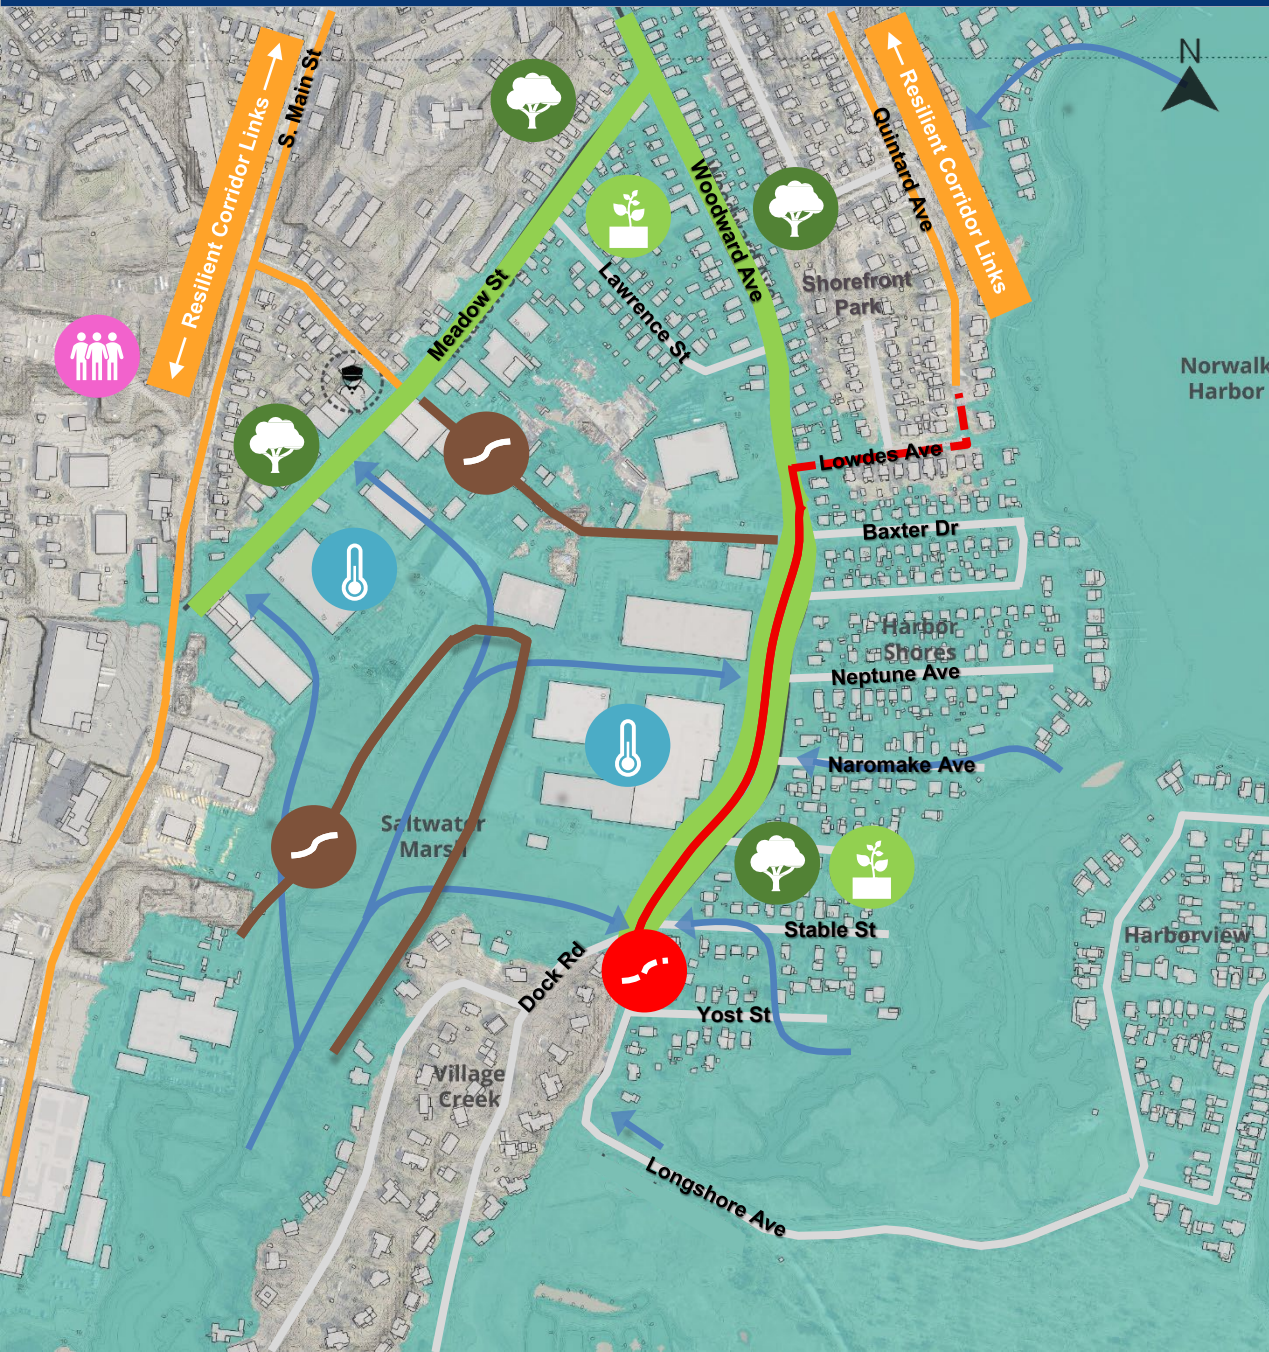 N
S. Main St
Resilient Corridor Links
Resilient Corridor Links
Quintard Ave
Woodward Ave
Meadow St
Lawrence St
Shorefront
Park
Norwalk
Harbor
Lowdes Ave
Baxter Dr
Harbor
Shores
Neptune Ave
Naromake Ave
Saltwater
Marsh
Stable St
Harborview
Dock Rd
Yost St
Village
Creek
Longshore Ave